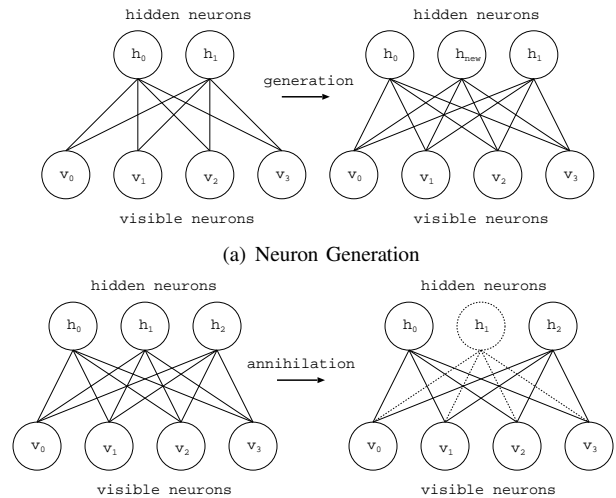 hidden neurons hidden neurons
h0 h1 h0 hnew h1
generation
v0 v1 v2 v3 v0 v1 v2 v3
visible neurons visible neurons
(a) Neuron Generation
hidden neurons hidden neurons
h0 h1 h2 h0 h1 h2
annihilation
v0 v1 v2 v3 v0 v1 v2 v3
visible neurons visible neurons